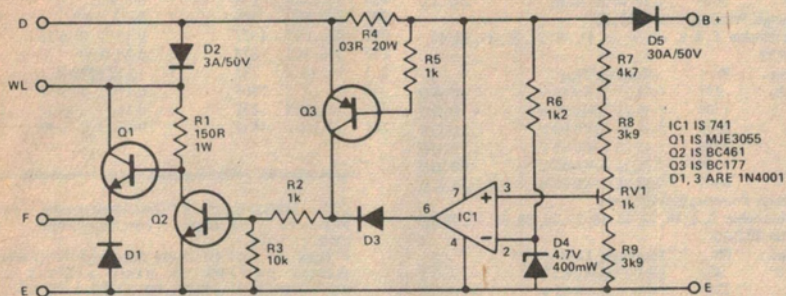 D
WL
F
E
D2
3A/50V
Q1
R1
150R
1W
Q2
D1
R4
.03R 20W
Q3
R5
1k
R2
1k
R3
10k
D3
6
7
4
3
2
+
−
IC1
R6
1k2
D4
4.7V
400mW
D5
30A/50V
B +
R7
4k7
R8
3k9
RV1
1k
R9
3k9
E
IC1 IS 741
Q1 IS MJE3055
Q2 IS BC461
Q3 IS BC177
D1, 3 ARE 1N4001